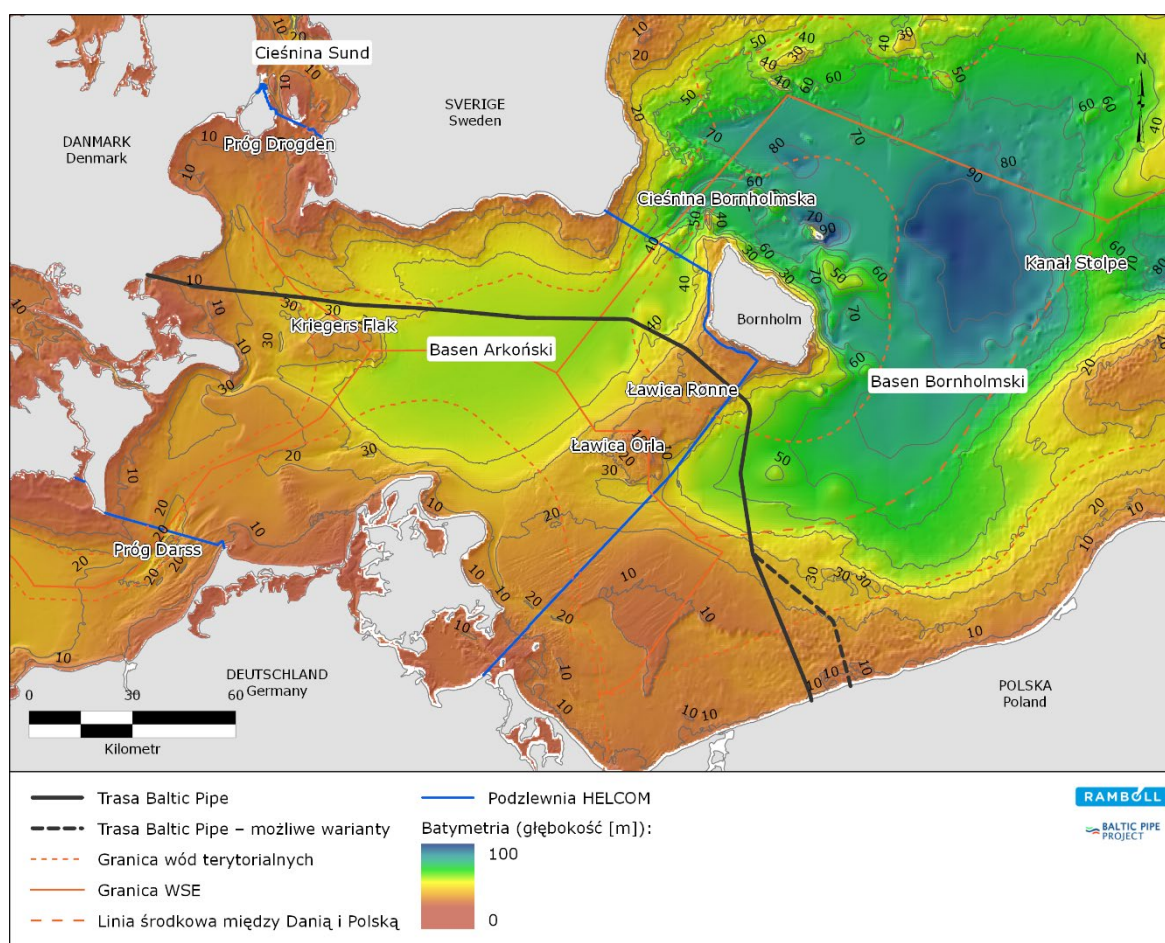 Cieśnina Sund
DANMARK
Denmark
SVERIGE
Sweden
N
Próg Drogden
Cieśnina Bornholmska
Kanał Stolpe
Kriegers Flak
Bornholm
Basen Arkoński
Basen Bornholmski
Ławica Rønne
Ławica Orla
Próg Darss
DEUTSCHLAND
Germany
POLSKA
Poland
0 30 60
Kilometr
Trasa Baltic Pipe
Trasa Baltic Pipe – możliwe warianty
Granica wód terytorialnych
Granica WSE
Linia środkowa między Danią i Polską
Podzlewnia HELCOM
Batymetria (głębokość [m]):
100
0
RAMBOLL
BALTIC PIPE
PROJECT